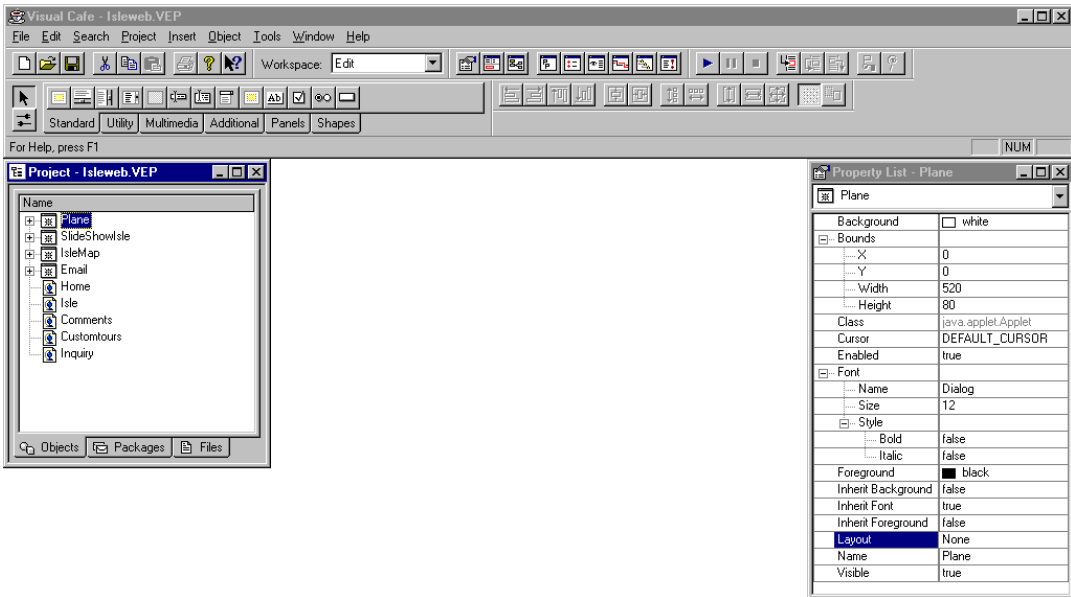 Visual Cafe - Isleweb.VEP
File Edit Search Project Insert Object Tools Window Help
Workspace: Edit
Ab
Standard Utility Multimedia Additional Panels Shapes
For Help, press F1
NUM
Project - Isleweb.VEP
Name
Plane
SlideShowIsle
IsleMap
Email
Home
Isle
Comments
Customtours
Inquiry
Objects Packages Files
Property List - Plane
Plane
Background white
Bounds
X 0
Y 0
Width 520
Height 80
Class java.applet.Applet
Cursor DEFAULT_CURSOR
Enabled true
Font
Name Dialog
Size 12
Style
Bold false
Italic false
Foreground black
Inherit Background false
Inherit Font true
Inherit Foreground false
Layout None
Name Plane
Visible true